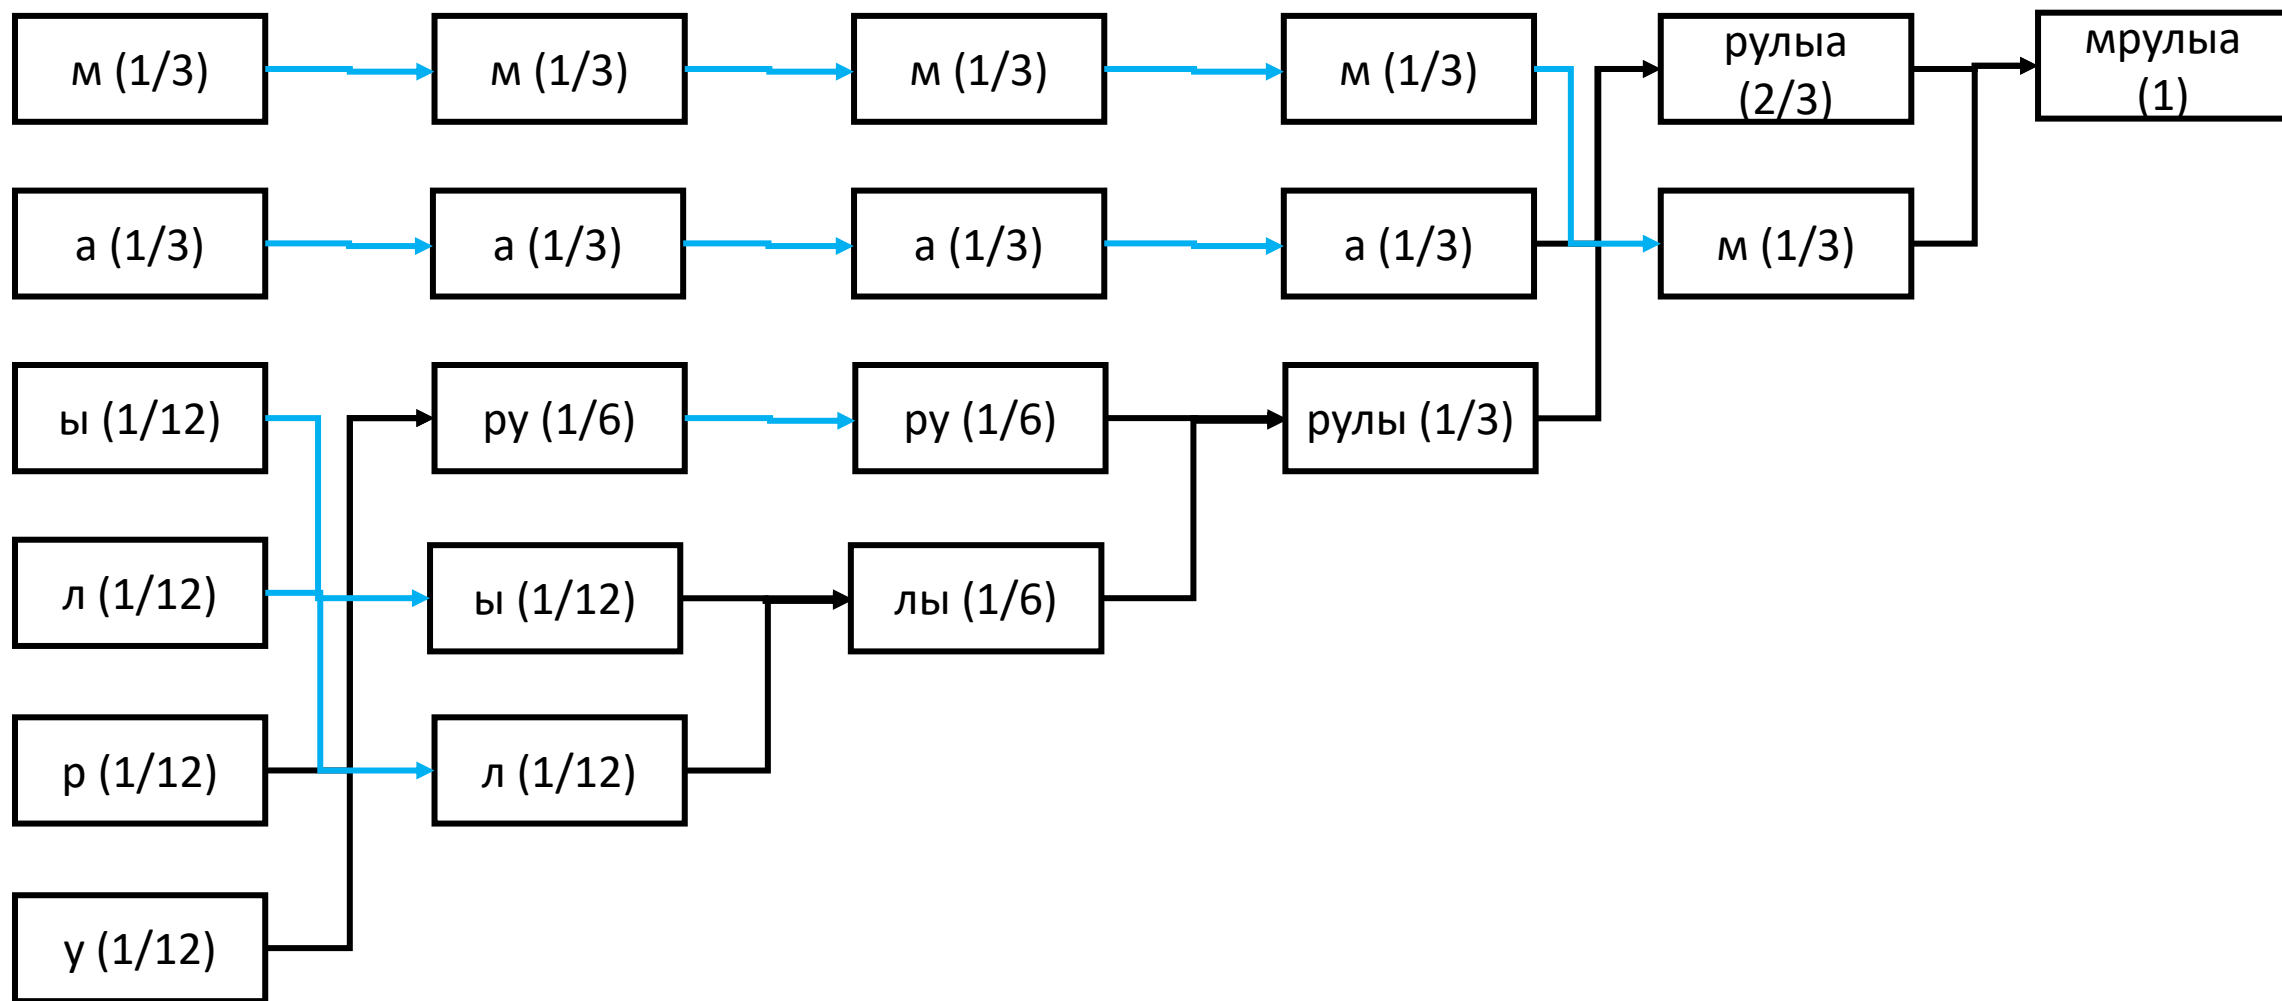 м (1/3)
м (1/3)
м (1/3)
м (1/3)
рулыа
(2/3)
мрулыа
(1)
а (1/3)
а (1/3)
а (1/3)
а (1/3)
м (1/3)
ы (1/12)
ру (1/6)
ру (1/6)
рулы (1/3)
л (1/12)
ы (1/12)
лы (1/6)
р (1/12)
л (1/12)
у (1/12)